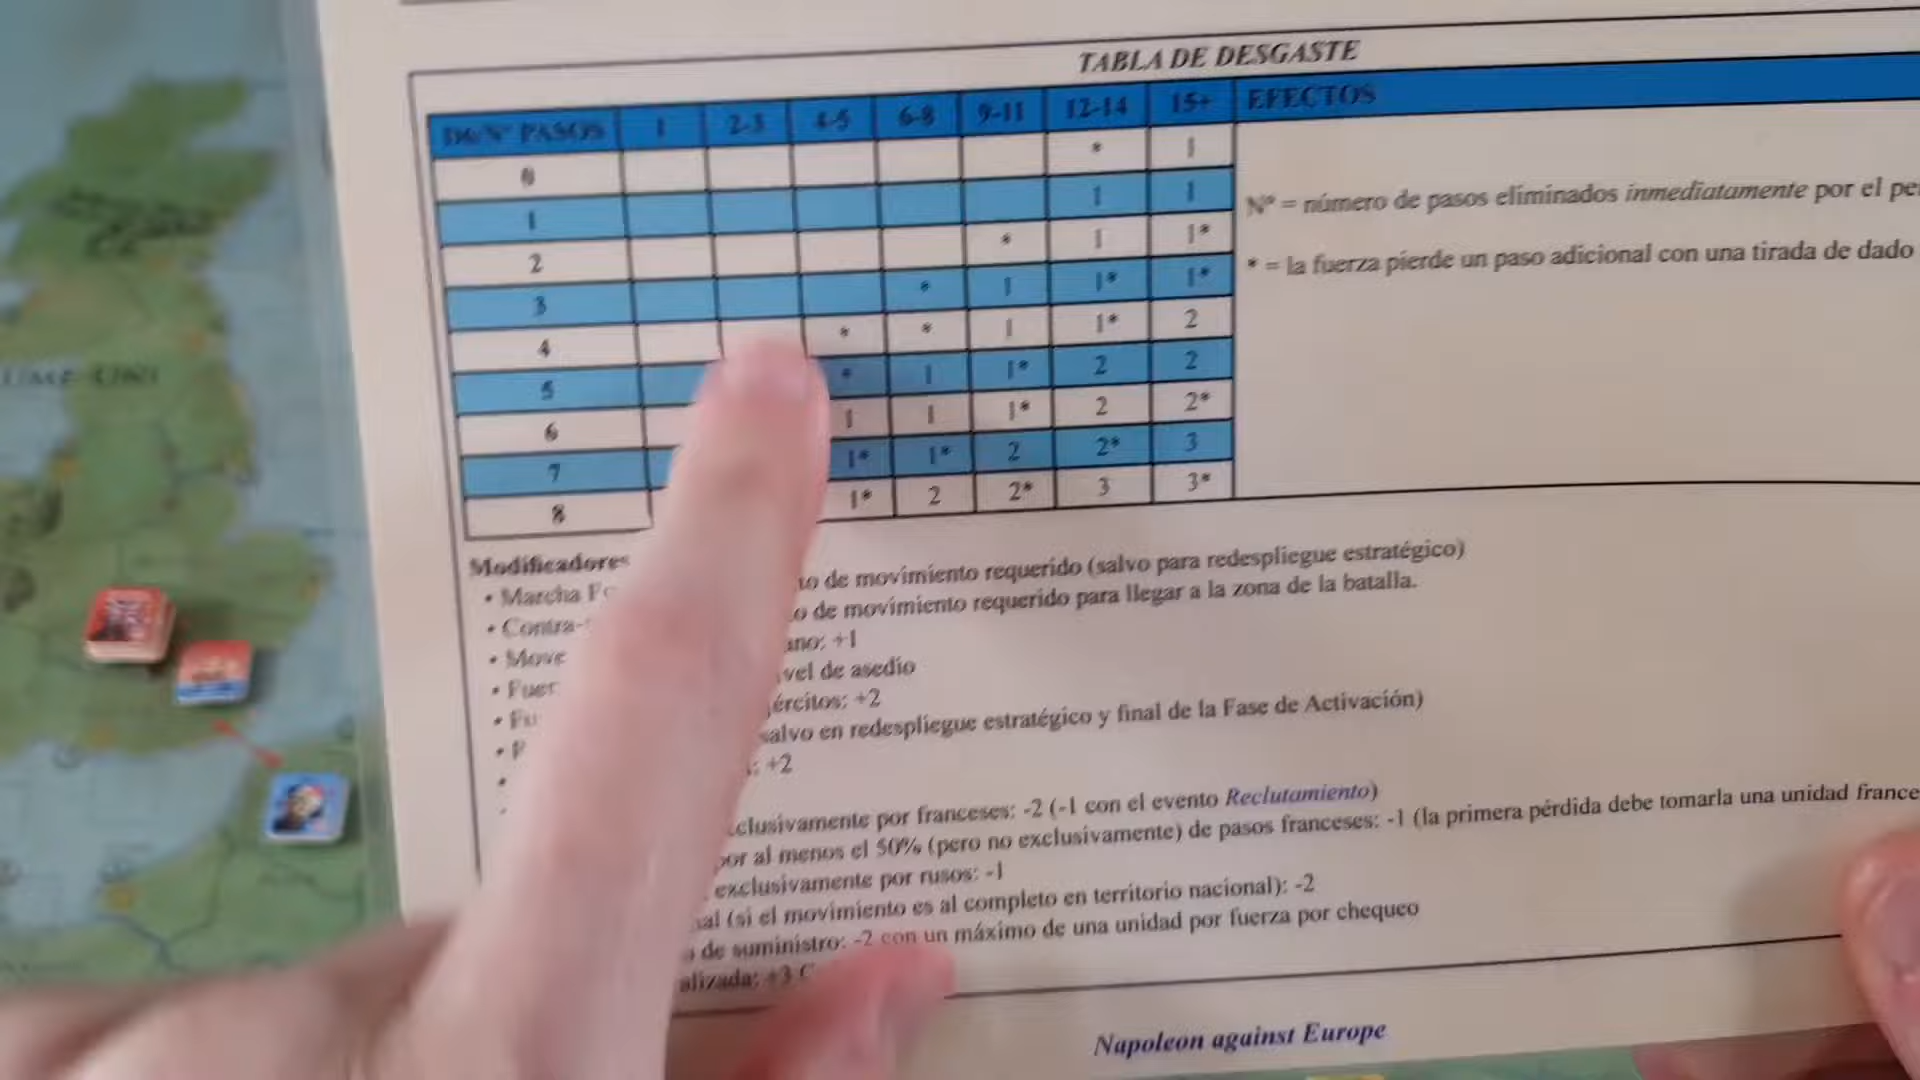 TABLA DE DESGASTE
D6/Nº PASOS 1 2-3 4-5 6-8 9-11 12-14 15+ EFECTOS
0 * 1
1 1 1
2 * 1 1*
3 * 1 1* 1*
4 * * 1 1* 2
5 * 1 1* 2 2
6 1 1 1* 2 2*
7 1* 1* 2 2* 3
8 1* 2 2* 3 3*
Nº = número de pasos eliminados inmediatamente por el
* = la fuerza pierde un paso adicional con una tirada de dado
Modificadores
• Marcha de movimiento requerido (salvo para redespliegue estratégico)
• Contra- de movimiento requerido para llegar a la zona de la batalla.
• Move +1
• de asedio
• +2
• salvo en redespliegue estratégico y final de la Fase de Activación)
• +2
por franceses: -2 (-1 con el evento Reclutamiento)
por al menos el 50% (pero no exclusivamente) de pasos franceses: -1 (la primera pérdida debe tomarla una unidad
exclusivamente por rusos: -1
(si el movimiento es al completo en territorio nacional): -2
de suministro: -2 con un máximo de una unidad por fuerza por chequeo
+3
Napoleon against Europe